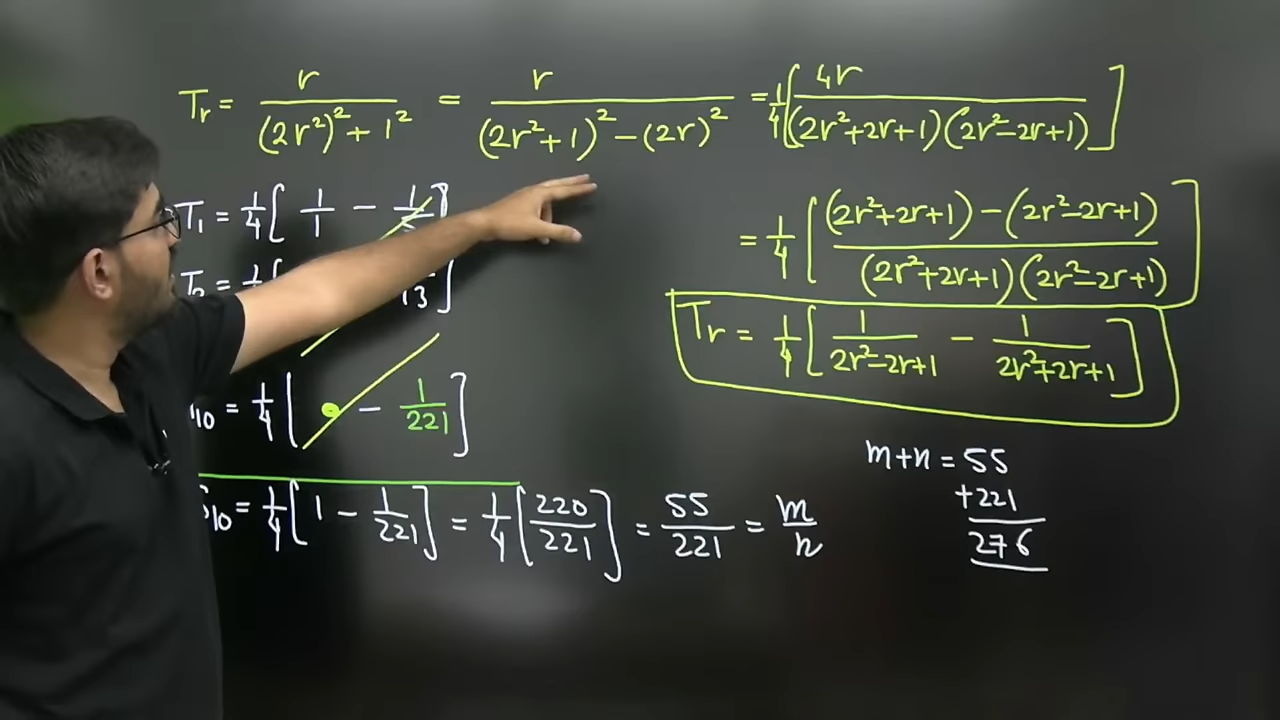 Tr = r / ((2r²)² + 1²) = r / ((2r²+1)² − (2r)²) = 1/4 [ 4r / ((2r²+2r+1)(2r²−2r+1)) ]
T1 = 1/4 [ 1/1 − 1/
= 1/4 [ ((2r²+2r+1) − (2r²−2r+1)) / ((2r²+2r+1)(2r²−2r+1)) ]
13 ]
Tr = 1/4 [ 1/(2r²−2r+1) − 1/(2r²+2r+1) ]
10 = 1/4 [ − 1/221 ]
m+n = 55
+221
276
S10 = 1/4 [ 1 − 1/221 ] = 1/4 [ 220/221 ] = 55/221 = m/n